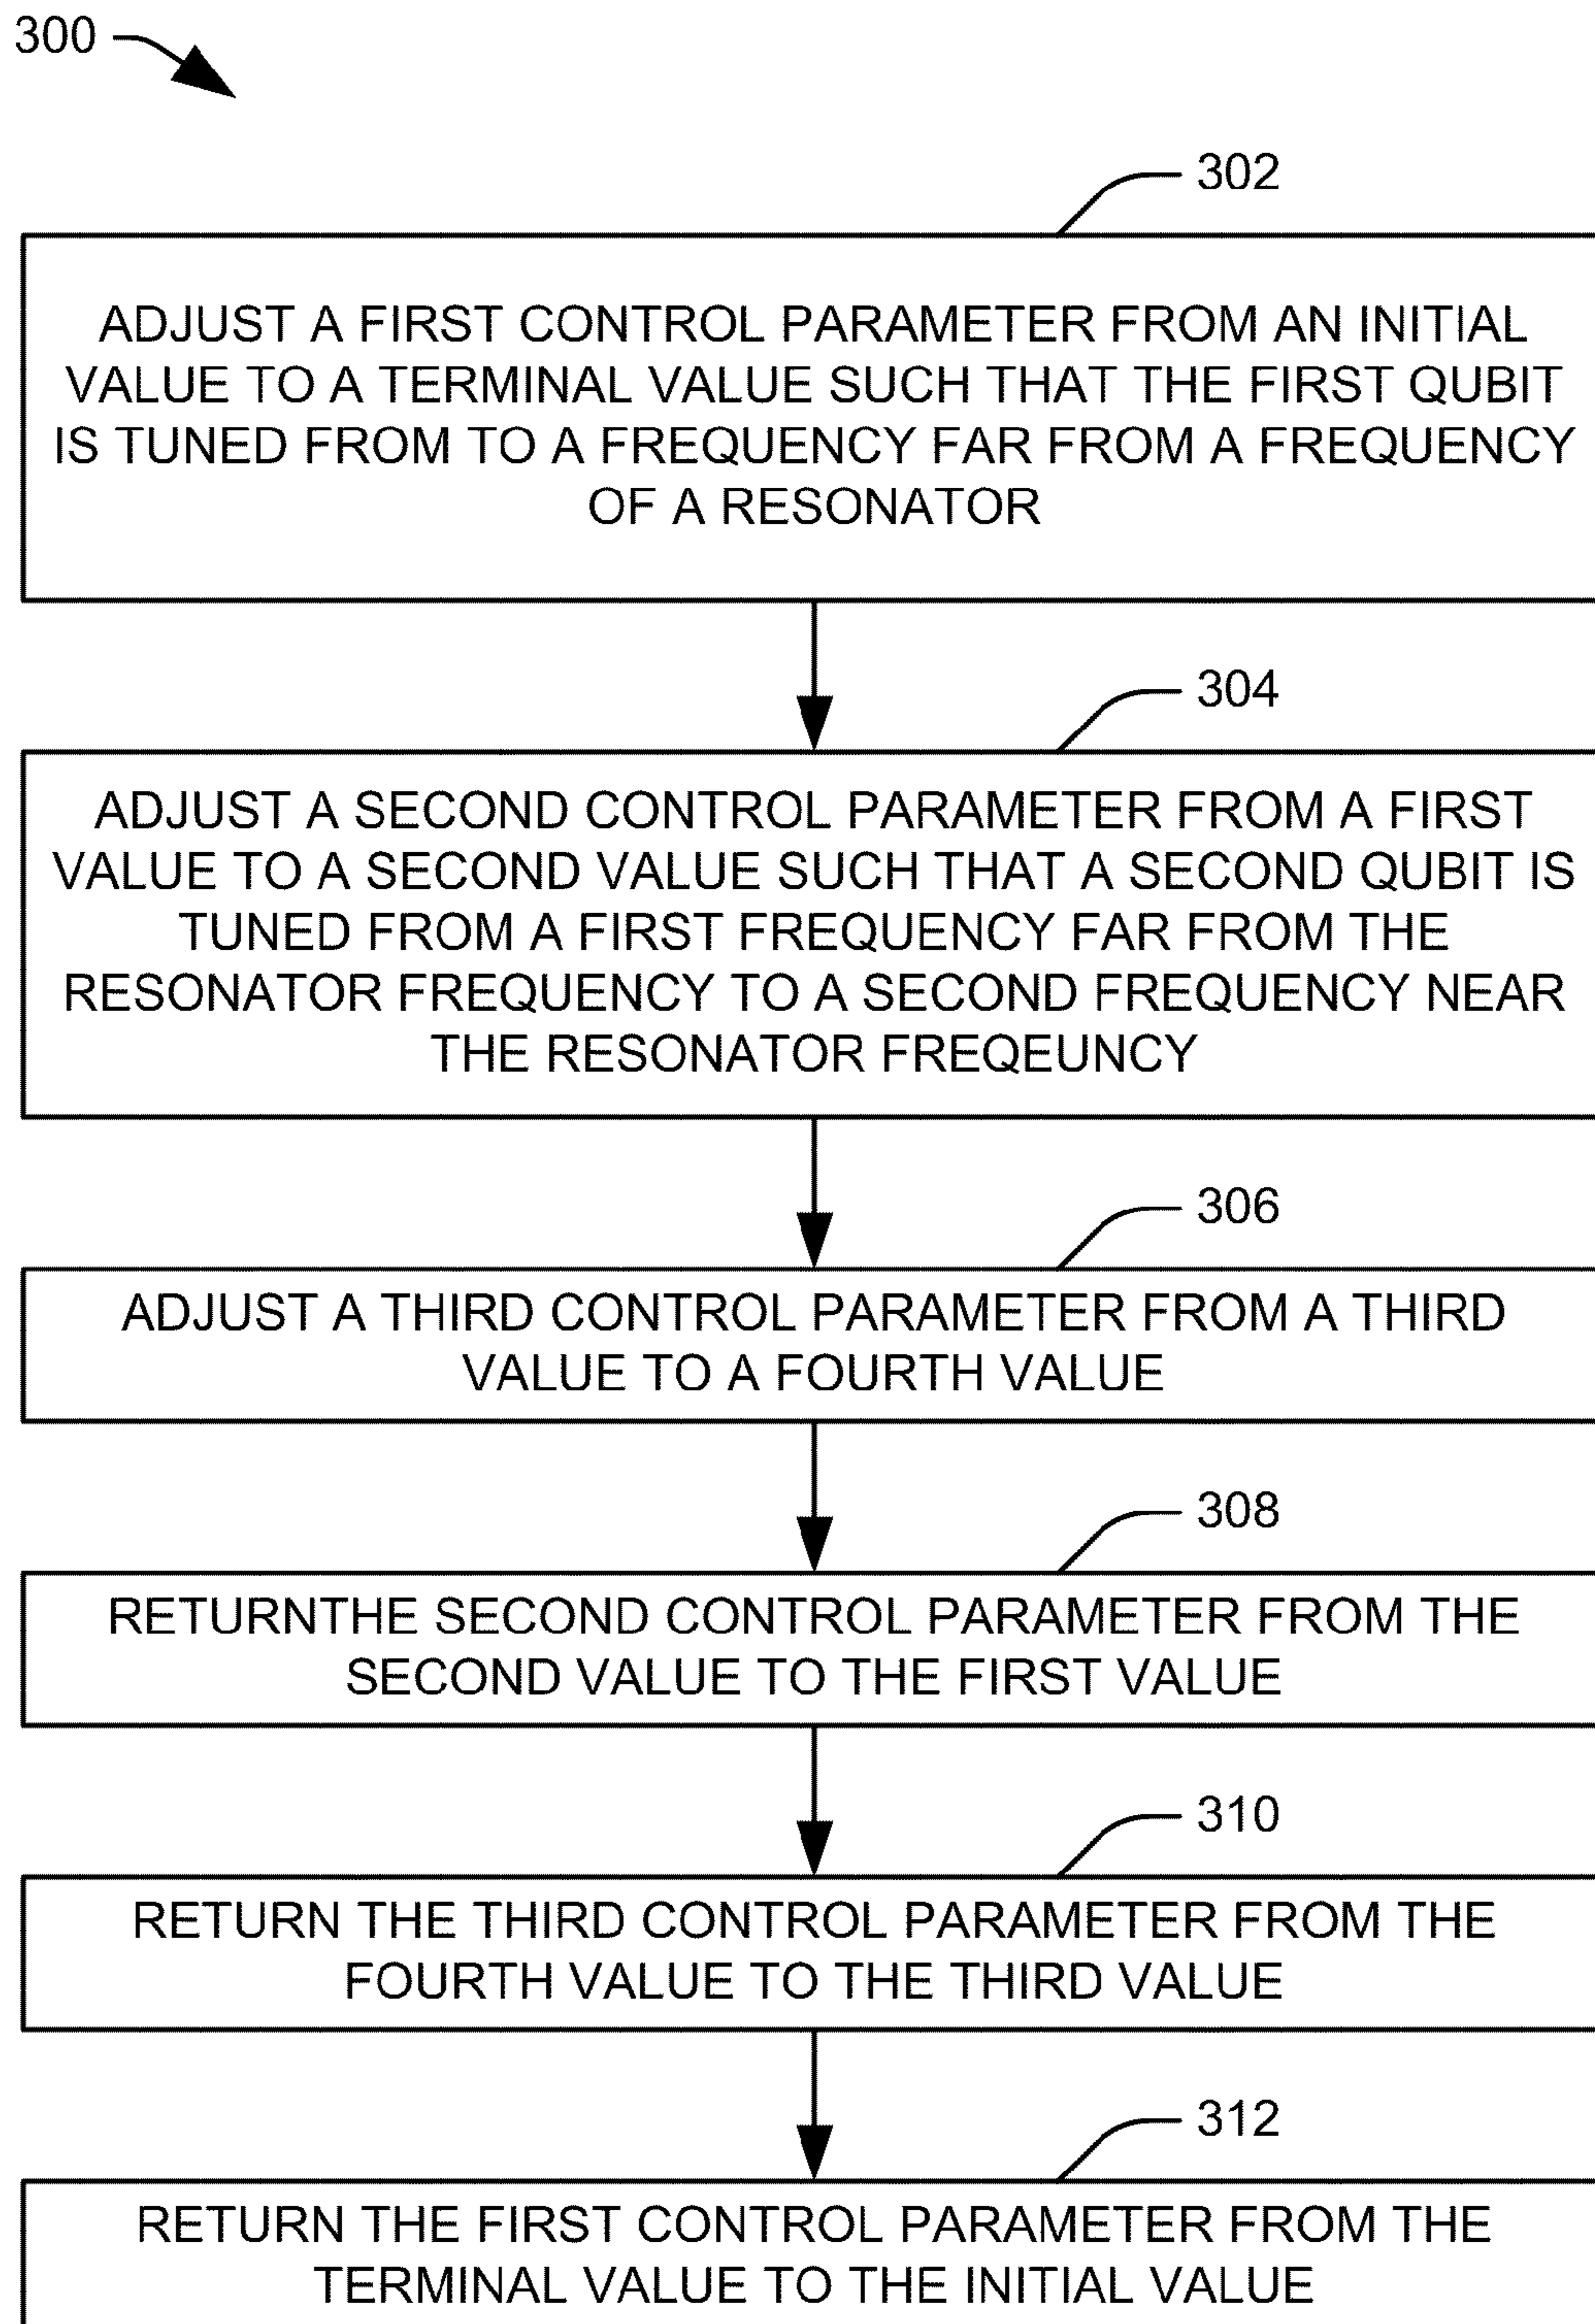 300
302
ADJUST A FIRST CONTROL PARAMETER FROM AN INITIAL
VALUE TO A TERMINAL VALUE SUCH THAT THE FIRST QUBIT
IS TUNED FROM TO A FREQUENCY FAR FROM A FREQUENCY
OF A RESONATOR
304
ADJUST A SECOND CONTROL PARAMETER FROM A FIRST
VALUE TO A SECOND VALUE SUCH THAT A SECOND QUBIT IS
TUNED FROM A FIRST FREQUENCY FAR FROM THE
RESONATOR FREQUENCY TO A SECOND FREQUENCY NEAR
THE RESONATOR FREQEUNCY
306
ADJUST A THIRD CONTROL PARAMETER FROM A THIRD
VALUE TO A FOURTH VALUE
308
RETURNTHE SECOND CONTROL PARAMETER FROM THE
SECOND VALUE TO THE FIRST VALUE
310
RETURN THE THIRD CONTROL PARAMETER FROM THE
FOURTH VALUE TO THE THIRD VALUE
312
RETURN THE FIRST CONTROL PARAMETER FROM THE
TERMINAL VALUE TO THE INITIAL VALUE